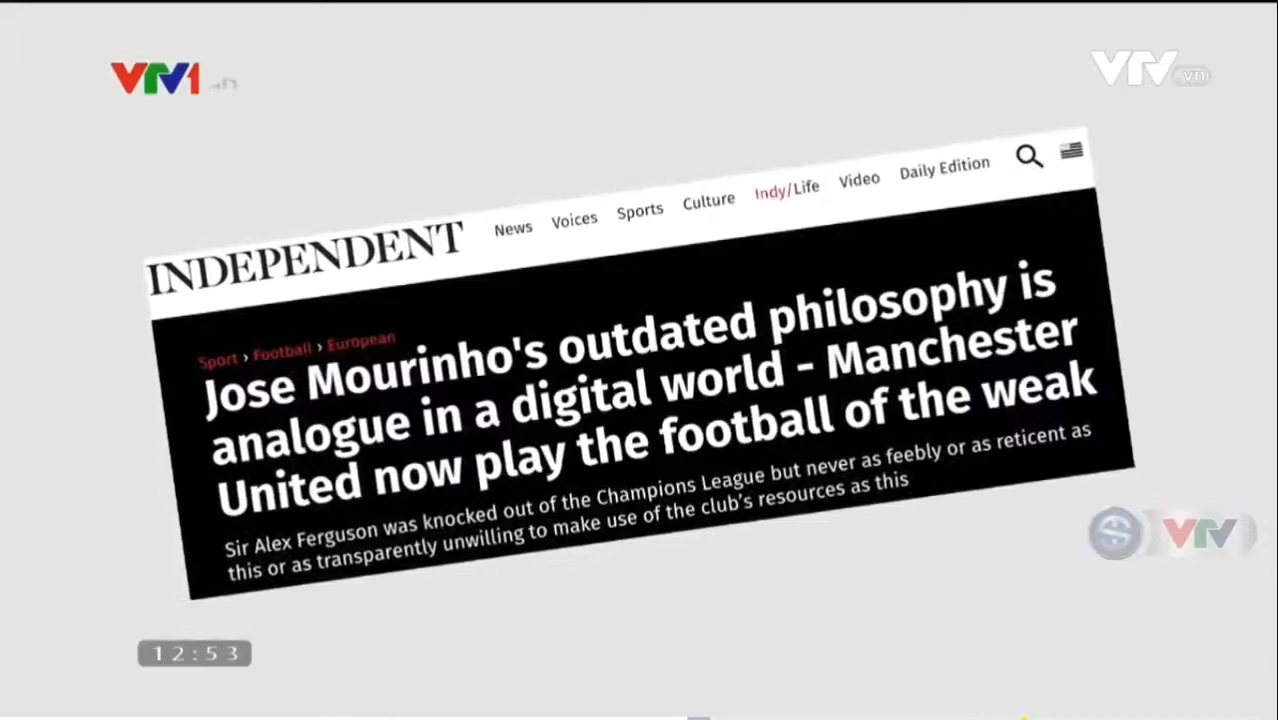 VTV1
VTV.vn
INDEPENDENT
News Voices Sports Culture Indy/Life Video Daily Edition
Sport › Football › European
Jose Mourinho's outdated philosophy is
analogue in a digital world - Manchester
United now play the football of the weak
Sir Alex Ferguson was knocked out of the Champions League but never as feebly or as reticent as
this or as transparently unwilling to make use of the club's resources as this
VTV
12:53